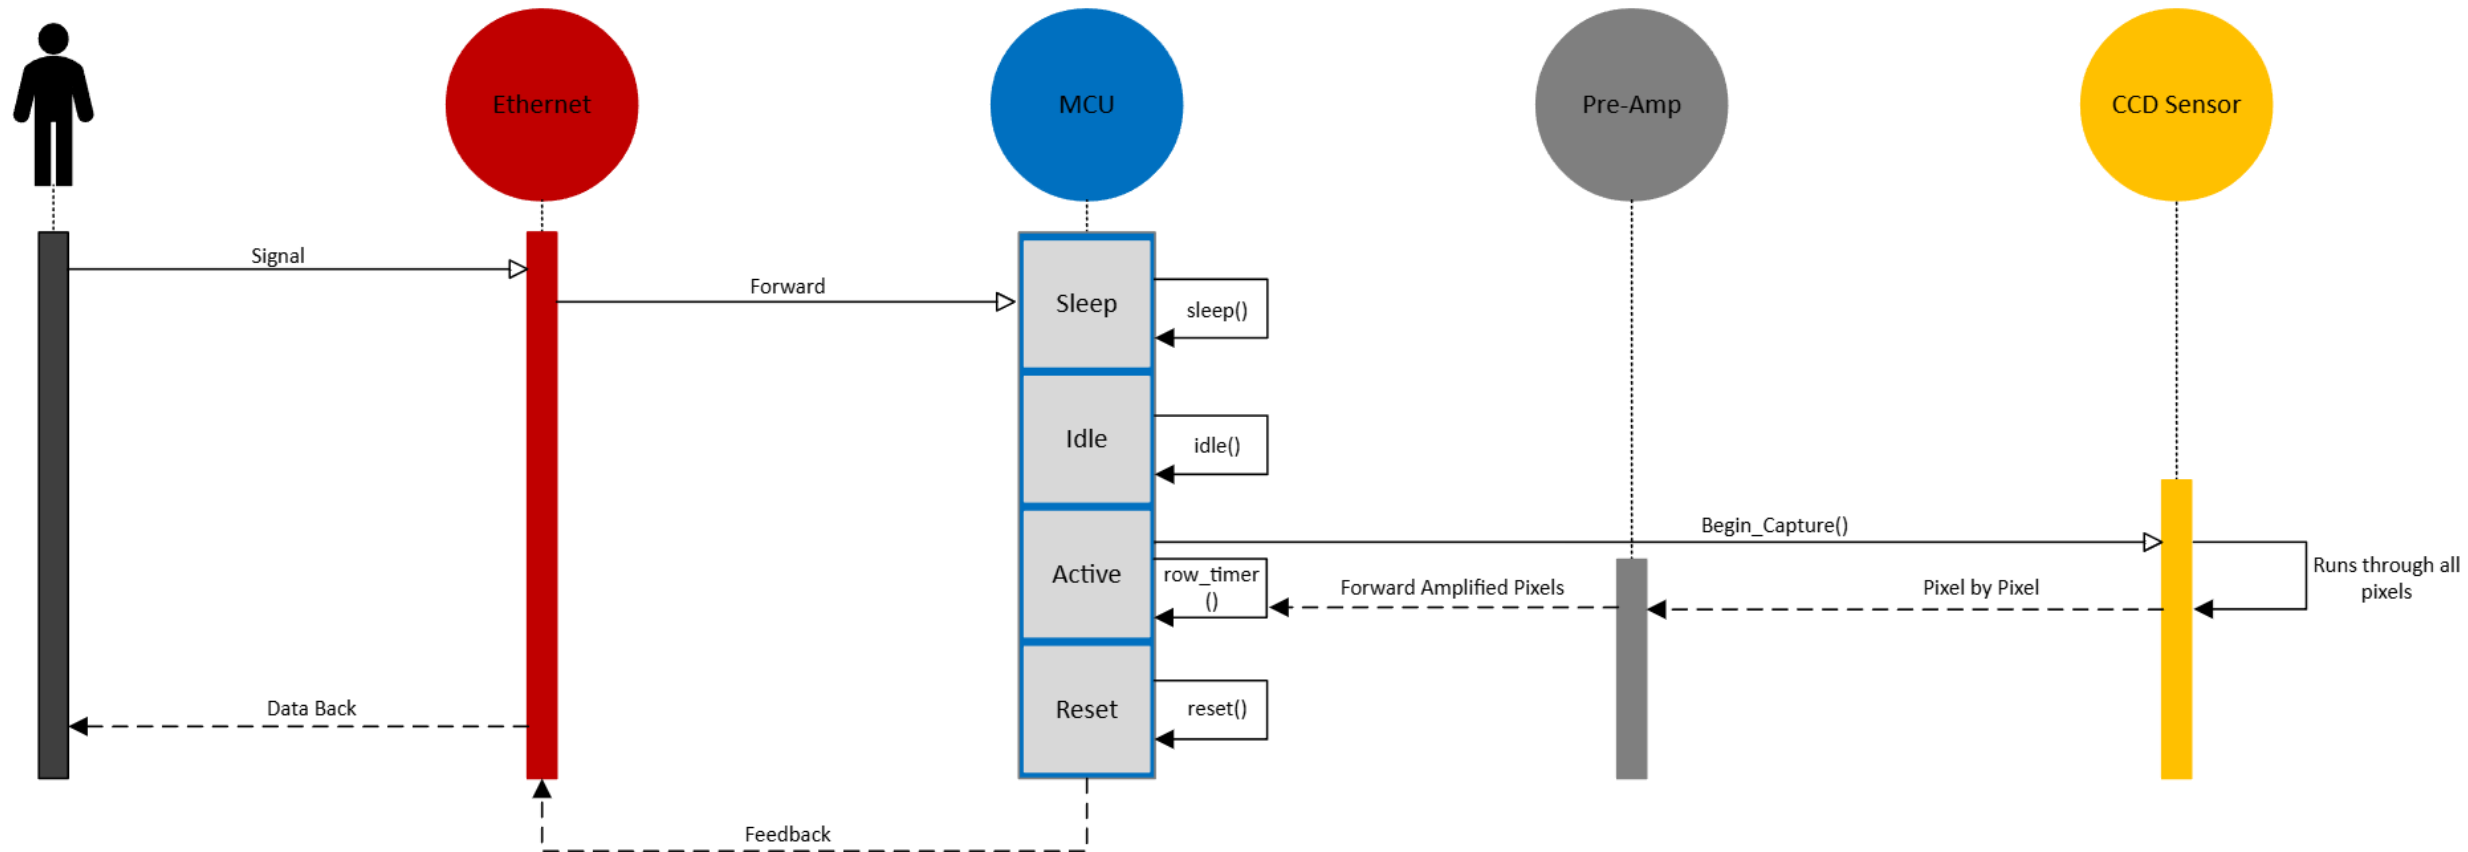 Ethernet
MCU
Pre-Amp
CCD Sensor
Signal
Forward
Sleep
sleep()
Idle
idle()
Begin_Capture()
Active
row_timer
()
Forward Amplified Pixels
Pixel by Pixel
Runs through all
pixels
Data Back
Reset
reset()
Feedback